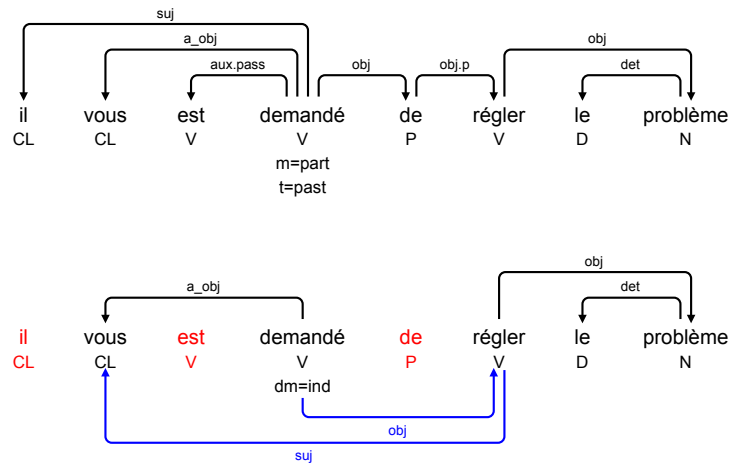 suj
a_obj
aux.pass obj obj.p obj det
il vous est demandé de régler le problème
CL CL V V P V D N
m=part
t=past
obj
a_obj det
il vous est demandé de régler le problème
CL CL V V P V D N
dm=ind
obj
suj